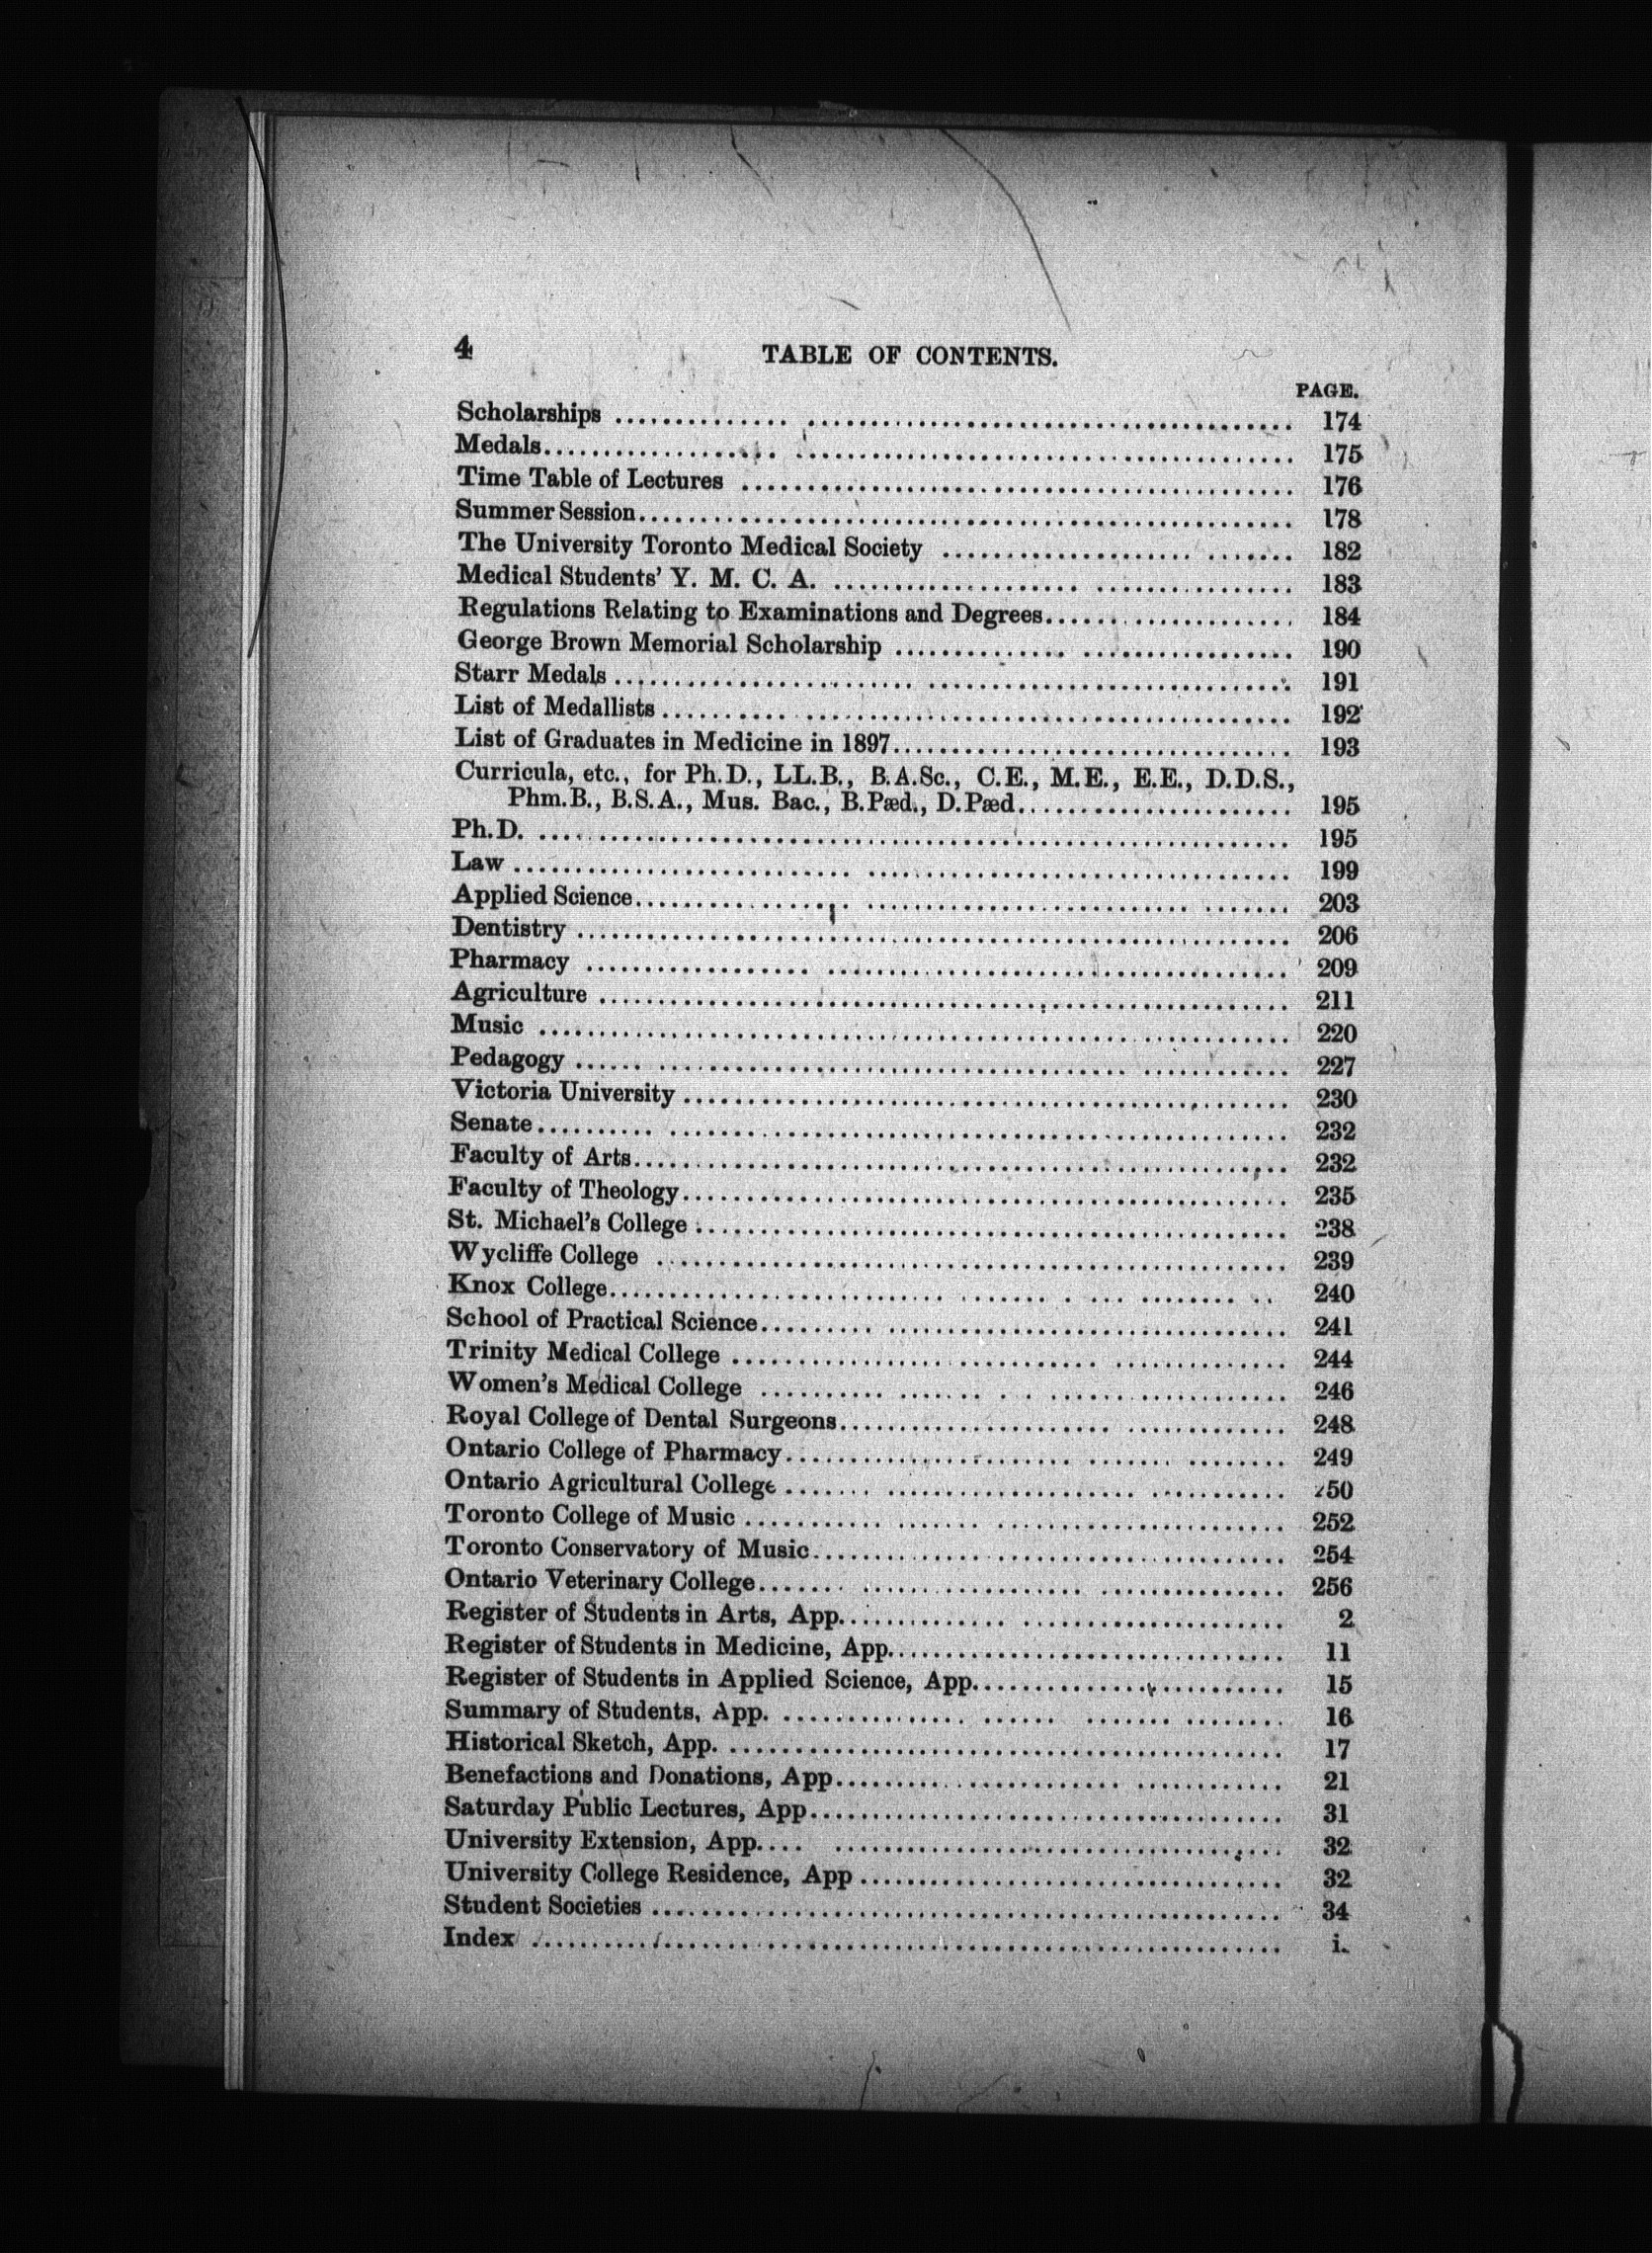 4 TABLE OF CONTENTS.
PAGE.
Scholarships 174
Medals 175
Time Table of Lectures 176
Summer Session 178
The University Toronto Medical Society 182
Medical Students' Y. M. C. A. 183
Regulations Relating to Examinations and Degrees 184
George Brown Memorial Scholarship 190
Starr Medals 191
List of Medallists 192
List of Graduates in Medicine in 1897 193
Curricula, etc., for Ph.D., LL.B., B.A.Sc., C.E., M.E., E.E., D.D.S.,
Phm.B., B.S.A., Mus. Bac., B.Pæd., D.Pæd. 195
Ph.D. 195
Law 199
Applied Science 203
Dentistry 206
Pharmacy 209
Agriculture 211
Music 220
Pedagogy 227
Victoria University 230
Senate 232
Faculty of Arts 232
Faculty of Theology 235
St. Michael's College 238
Wycliffe College 239
Knox College 240
School of Practical Science 241
Trinity Medical College 244
Women's Medical College 246
Royal College of Dental Surgeons 248
Ontario College of Pharmacy 249
Ontario Agricultural College 250
Toronto College of Music 252
Toronto Conservatory of Music 254
Ontario Veterinary College 256
Register of Students in Arts, App. 2
Register of Students in Medicine, App. 11
Register of Students in Applied Science, App. 15
Summary of Students, App. 16
Historical Sketch, App. 17
Benefactions and Donations, App. 21
Saturday Public Lectures, App. 31
University Extension, App. 32
University College Residence, App 32
Student Societies 34
Index i.